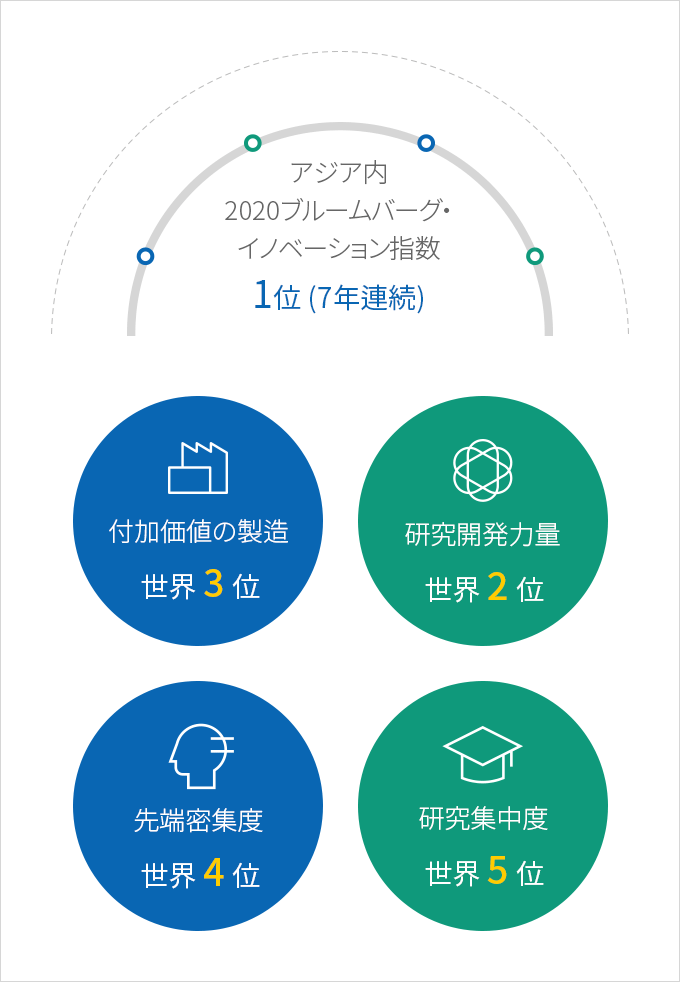 アジア内
2020ブルームバーグ・
イノベーション指数
1位 (7年連続)
付加価値の製造
世界 3 位
研究開発力量
世界 2 位
先端密集度
世界 4 位
研究集中度
世界 5 位